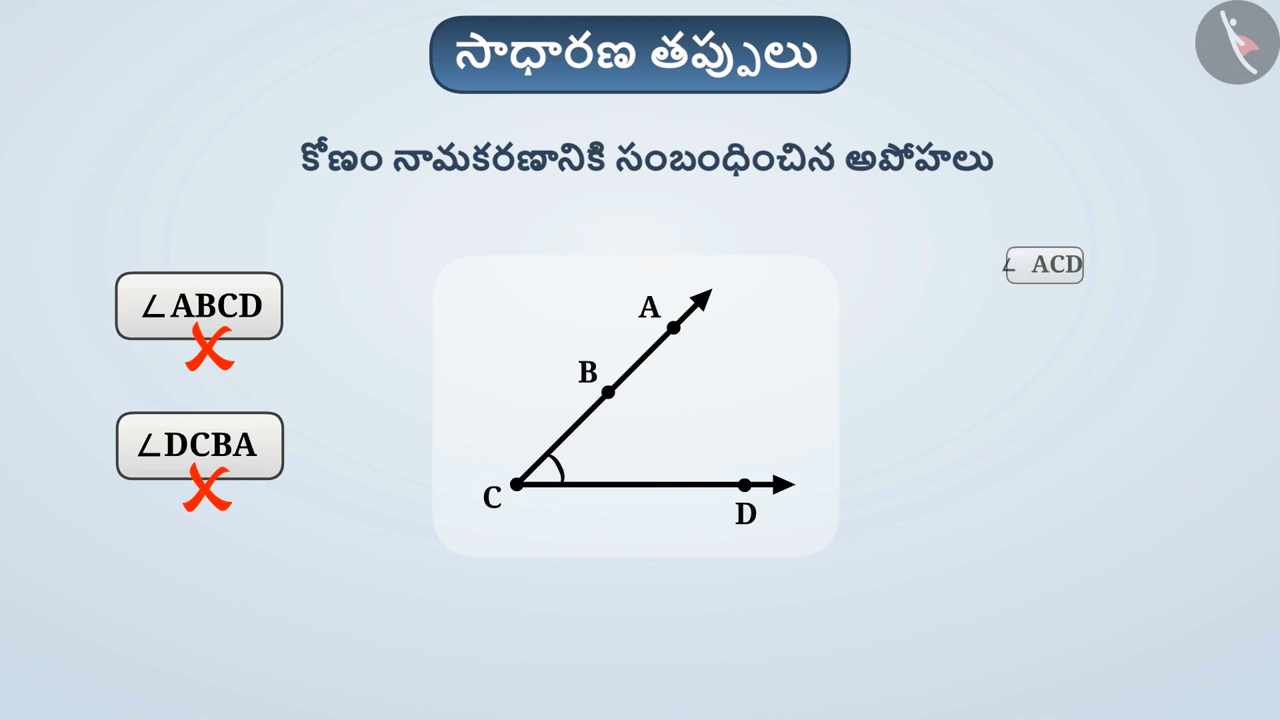 సాధారణ తప్పులు
కోణం నామకరణానికి సంబంధించిన అపోహలు
∠ABCD
∠DCBA
A
B
C
D
∠ ACD